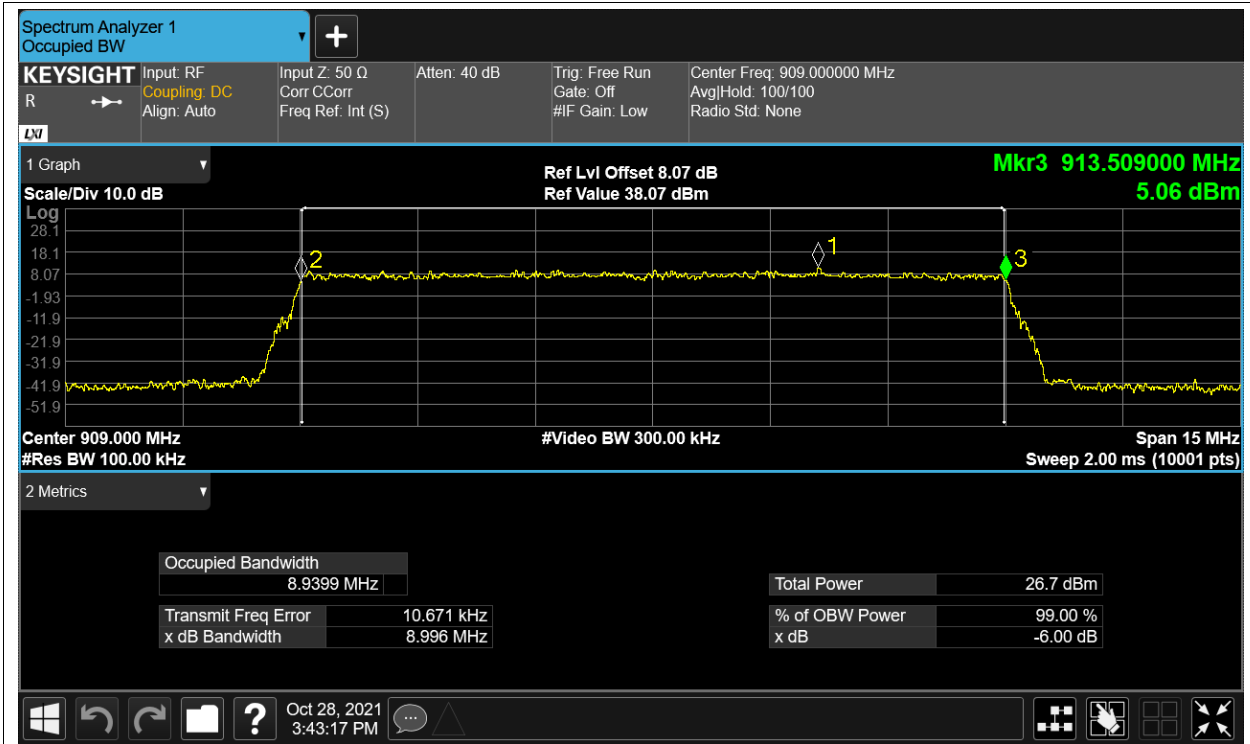 Spectrum Analyzer 1
Occupied BW
+
KEYSIGHT Input: RF Input Z: 50 Ω Atten: 40 dB Trig: Free Run Center Freq: 909.000000 MHz
R Coupling: DC Corr CCorr Gate: Off Avg|Hold: 100/100
Align: Auto Freq Ref: Int (S) #IF Gain: Low Radio Std: None
LXI
1 Graph
Ref Lvl Offset 8.07 dB
Mkr3 913.509000 MHz
Scale/Div 10.0 dB
Ref Value 38.07 dBm
5.06 dBm
Log
28.1
18.1
8.07
-1.93
-11.9
-21.9
-31.9
-41.9
-51.9
2
1
3
Center 909.000 MHz #Video BW 300.00 kHz Span 15 MHz
#Res BW 100.00 kHz Sweep 2.00 ms (10001 pts)
2 Metrics
Occupied Bandwidth
8.9399 MHz
Total Power 26.7 dBm
Transmit Freq Error 10.671 kHz
% of OBW Power 99.00 %
x dB Bandwidth 8.996 MHz
x dB -6.00 dB
?
Oct 28, 2021
3:43:17 PM